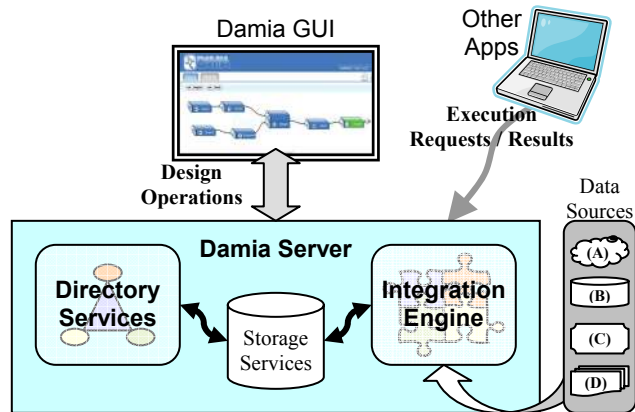 Damia GUI
Other
Apps
Execution
Requests / Results
Design
Operations
Data
Sources
Damia Server
Directory
Services
Storage
Services
Integration
Engine
(A)
(B)
(C)
(D)